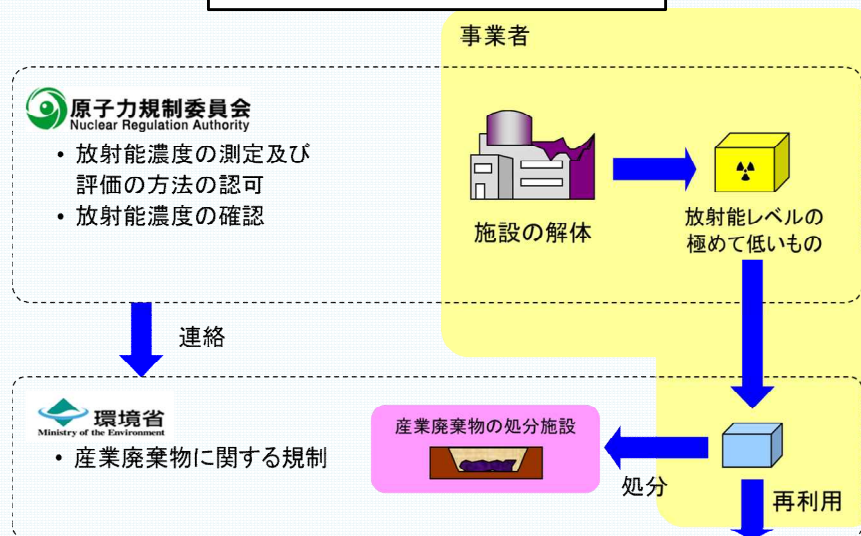 事業者
原子力規制委員会
Nuclear Regulation Authority
・放射能濃度の測定及び
評価の方法の認可
・放射能濃度の確認
施設の解体
放射能レベルの
極めて低いもの
連絡
環境省
Ministry of the Environment
・産業廃棄物に関する規制
産業廃棄物の処分施設
処分
再利用